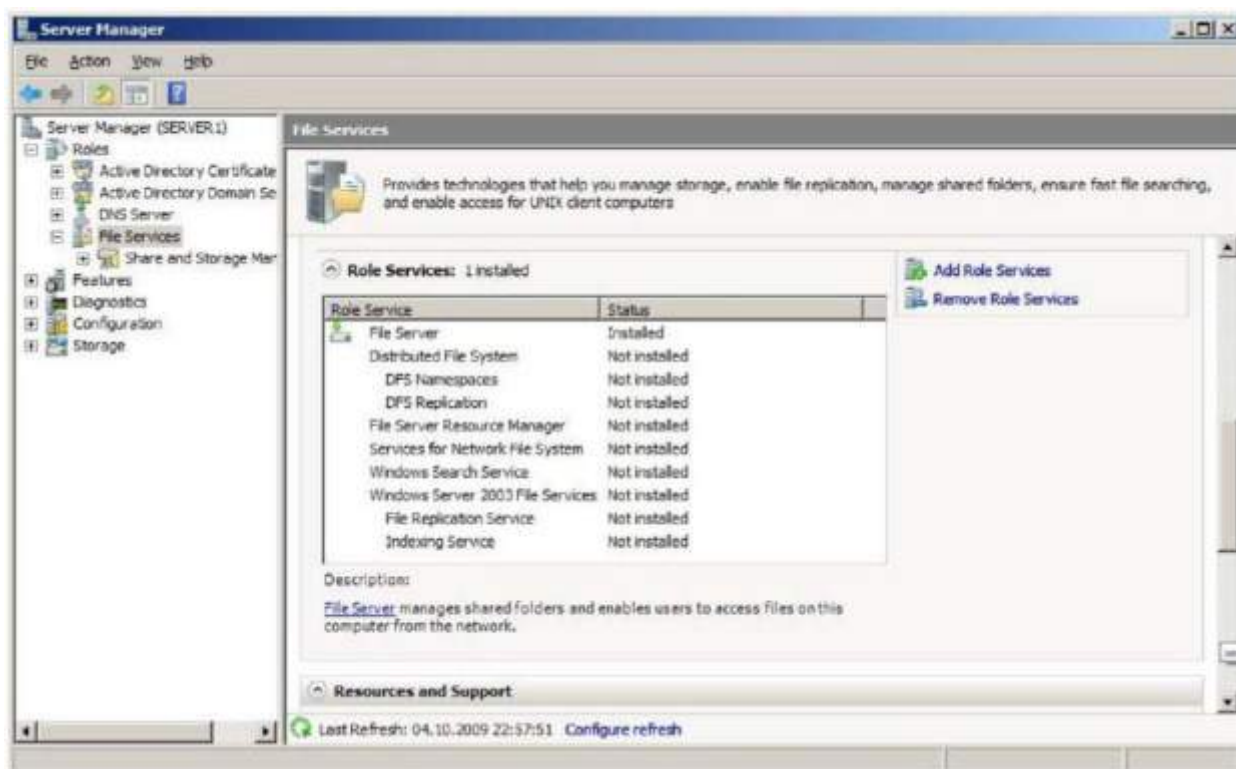 Server Manager
File Action View Help
Server Manager (SERVER1)
Roles
Active Directory Certificate
Active Directory Domain Se
DNS Server
File Services
Share and Storage Mar
Features
Diagnostics
Configuration
Storage
File Services
Provides technologies that help you manage storage, enable file replication, manage shared folders, ensure fast file searching,
and enable access for UNIX client computers
Role Services: 1 installed
Role Service Status
File Server Installed
Distributed File System Not installed
DFS Namespaces Not installed
DFS Replication Not installed
File Server Resource Manager Not installed
Services for Network File System Not installed
Windows Search Service Not installed
Windows Server 2003 File Services Not installed
File Replication Service Not installed
Indexing Service Not installed
Add Role Services
Remove Role Services
Description:
File Server manages shared folders and enables users to access files on this
computer from the network.
Resources and Support
Last Refresh: 04.10.2009 22:57:51 Configure refresh